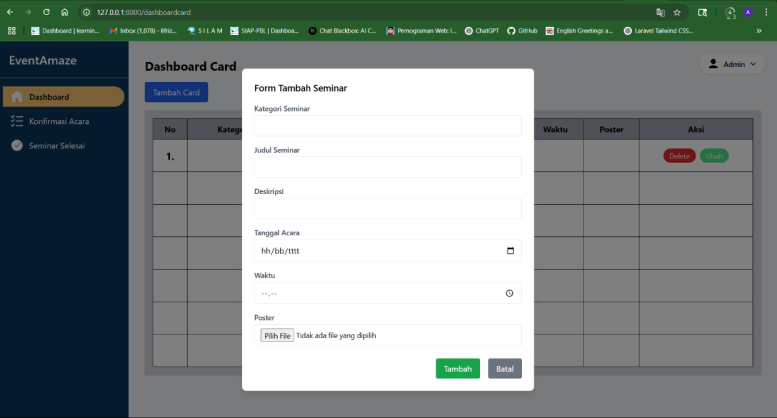 127.0.0.1:8000/dashboardcard
Dashboard | learnin... Inbox (1,078) - lifriz... S I L A M SIAP-PBL | Dashboa... Chat Blackbox: AI C... Pemograman Web: I... ChatGPT GitHub English Greetings a... Laravel Tailwind CSS... »
EventAmaze
Dashboard
Konfirmasi Acara
Seminar Selesai
Dashboard Card
Admin
Tambah Card
No Katego Waktu Poster Aksi
1. Delete Ubah
Form Tambah Seminar
Kategori Seminar
Judul Seminar
Deskripsi
Tanggal Acara
hh/bb/tttt
Waktu
--.--
Poster
Pilih File Tidak ada file yang dipilih
Tambah Batal